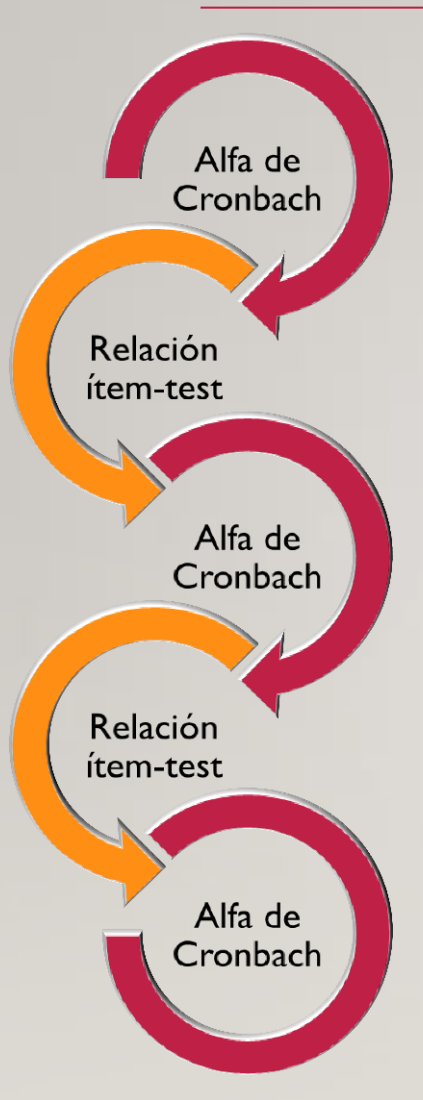 Alfa de
Cronbach
Relación
ítem-test
Alfa de
Cronbach
Relación
ítem-test
Alfa de
Cronbach